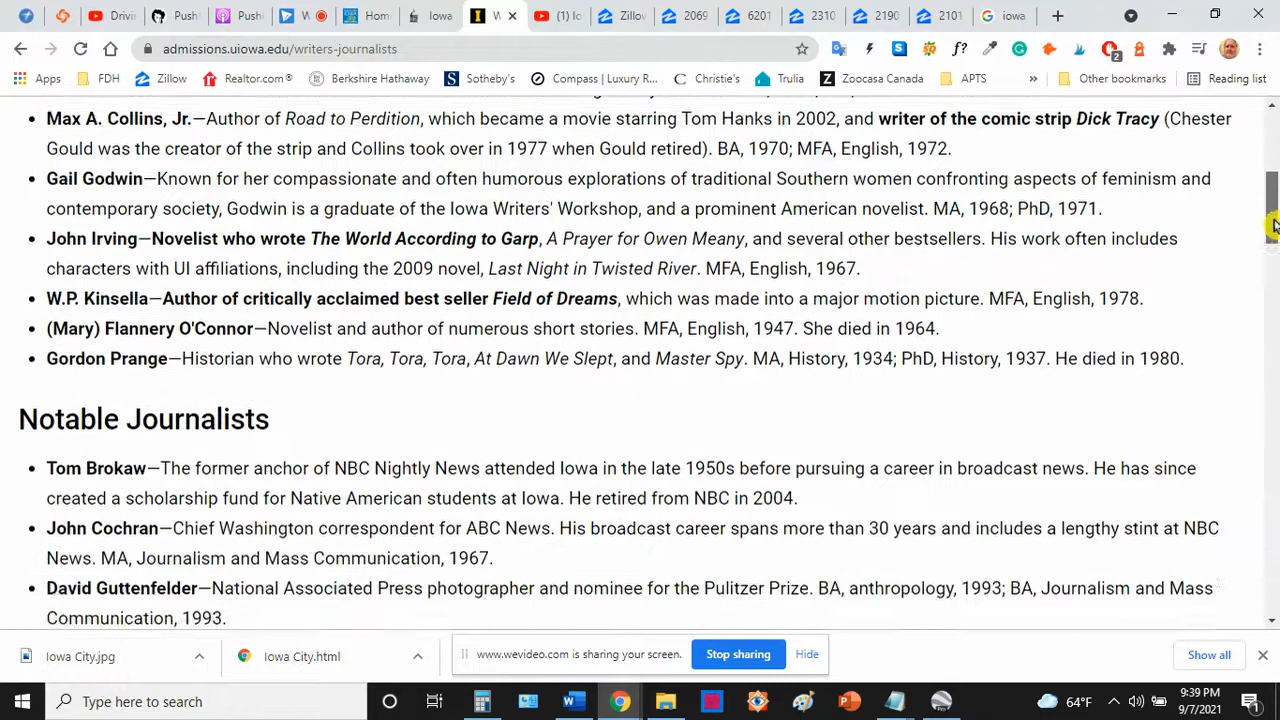 Drivi
Push
Push
W
Hom
Iowa
W
(1) Ic
Zillov
2069
6201
2310
2190
2101
iowa
admissions.uiowa.edu/writers-journalists
f?
2
Apps
FDH
Zillow
Realtor.com®
Berkshire Hathaway
Sotheby's
Compass | Luxury R...
Christie's
Trulia
Zoocasa Canada
APTS
»
Other bookmarks
Reading list
• Max A. Collins, Jr.—Author of Road to Perdition, which became a movie starring Tom Hanks in 2002, and writer of the comic strip Dick Tracy (Chester
Gould was the creator of the strip and Collins took over in 1977 when Gould retired). BA, 1970; MFA, English, 1972.
• Gail Godwin—Known for her compassionate and often humorous explorations of traditional Southern women confronting aspects of feminism and
contemporary society, Godwin is a graduate of the Iowa Writers' Workshop, and a prominent American novelist. MA, 1968; PhD, 1971.
• John Irving—Novelist who wrote The World According to Garp, A Prayer for Owen Meany, and several other bestsellers. His work often includes
characters with UI affiliations, including the 2009 novel, Last Night in Twisted River. MFA, English, 1967.
• W.P. Kinsella—Author of critically acclaimed best seller Field of Dreams, which was made into a major motion picture. MFA, English, 1978.
• (Mary) Flannery O'Connor—Novelist and author of numerous short stories. MFA, English, 1947. She died in 1964.
• Gordon Prange—Historian who wrote Tora, Tora, Tora, At Dawn We Slept, and Master Spy. MA, History, 1934; PhD, History, 1937. He died in 1980.
Notable Journalists
• Tom Brokaw—The former anchor of NBC Nightly News attended Iowa in the late 1950s before pursuing a career in broadcast news. He has since
created a scholarship fund for Native American students at Iowa. He retired from NBC in 2004.
• John Cochran—Chief Washington correspondent for ABC News. His broadcast career spans more than 30 years and includes a lengthy stint at NBC
News. MA, Journalism and Mass Communication, 1967.
• David Guttenfelder—National Associated Press photographer and nominee for the Pulitzer Prize. BA, anthropology, 1993; BA, Journalism and Mass
Communication, 1993.
Iowa City.jpg
Iowa City.html
www.wevideo.com is sharing your screen.
Stop sharing
Hide
Show all
Type here to search
64°F
9:39 PM
9/7/2021
1